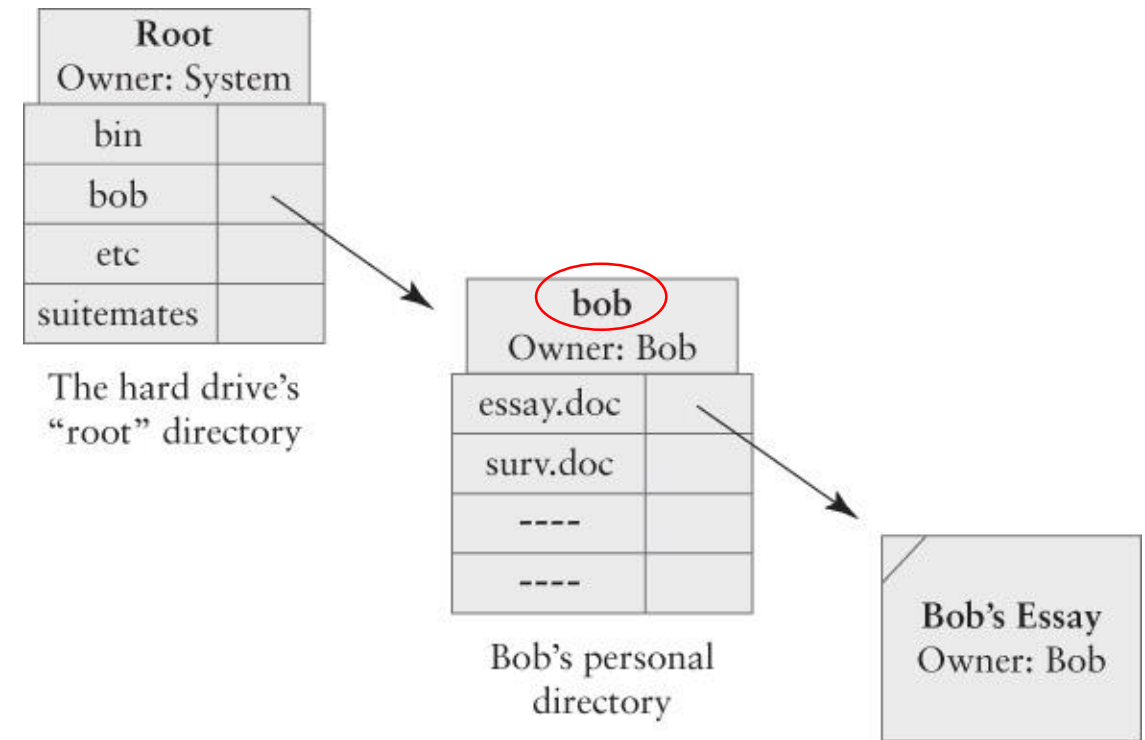 Root
Owner: System
bin
bob
etc
suitemates
The hard drive’s
“root” directory
bob
Owner: Bob
essay.doc
surv.doc
----
----
Bob’s personal
directory
Bob’s Essay
Owner: Bob